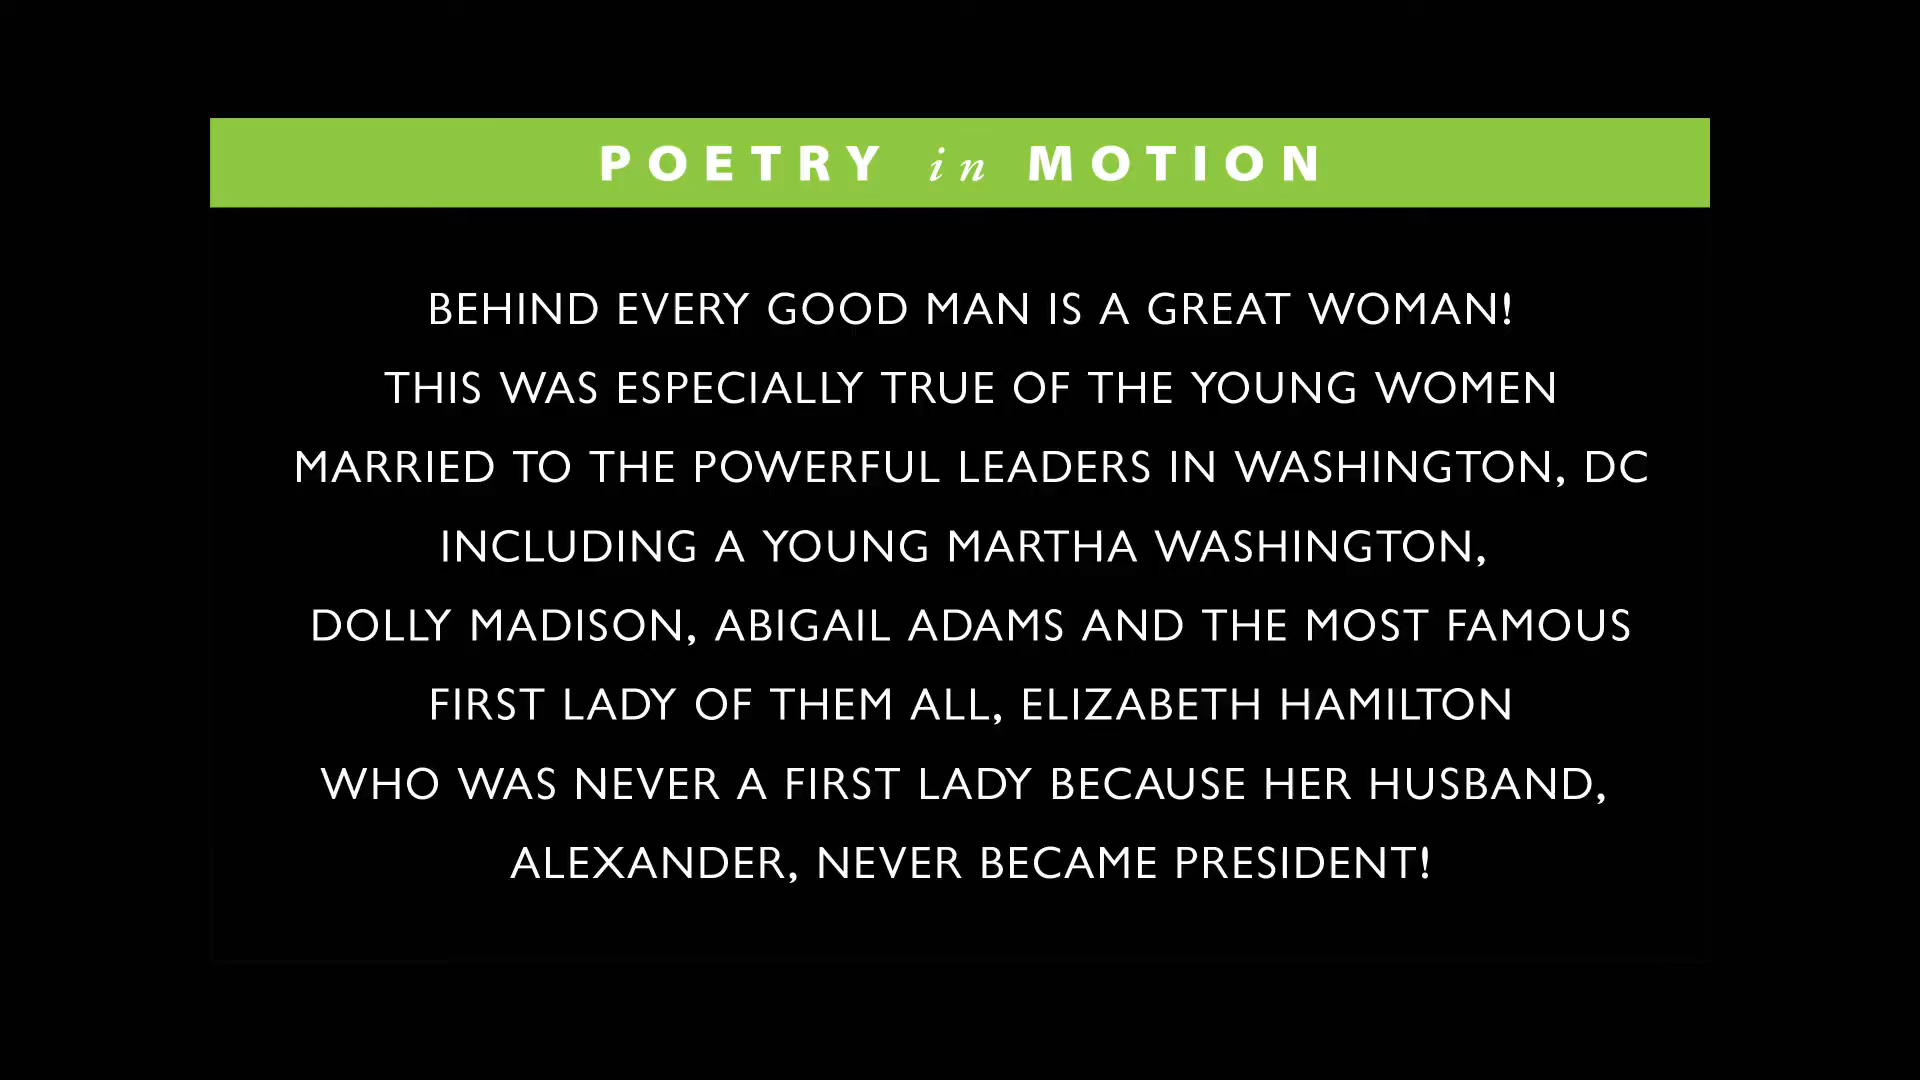 POETRY in MOTION
BEHIND EVERY GOOD MAN IS A GREAT WOMAN!
THIS WAS ESPECIALLY TRUE OF THE YOUNG WOMEN
MARRIED TO THE POWERFUL LEADERS IN WASHINGTON, DC
INCLUDING A YOUNG MARTHA WASHINGTON,
DOLLY MADISON, ABIGAIL ADAMS AND THE MOST FAMOUS
FIRST LADY OF THEM ALL, ELIZABETH HAMILTON
WHO WAS NEVER A FIRST LADY BECAUSE HER HUSBAND,
ALEXANDER, NEVER BECAME PRESIDENT!